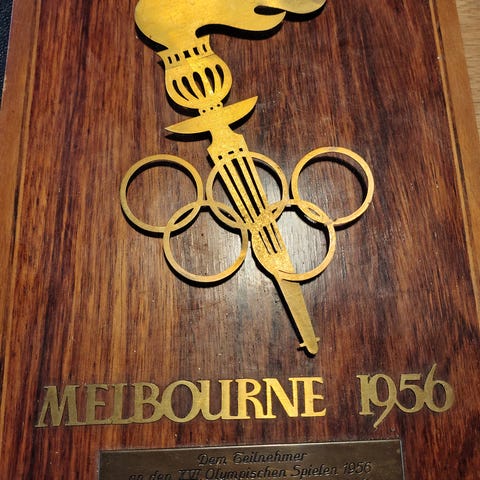 MELBOURNE 1956
Dem Teilnehmer
an den XVI Olympischen Spielen 1956